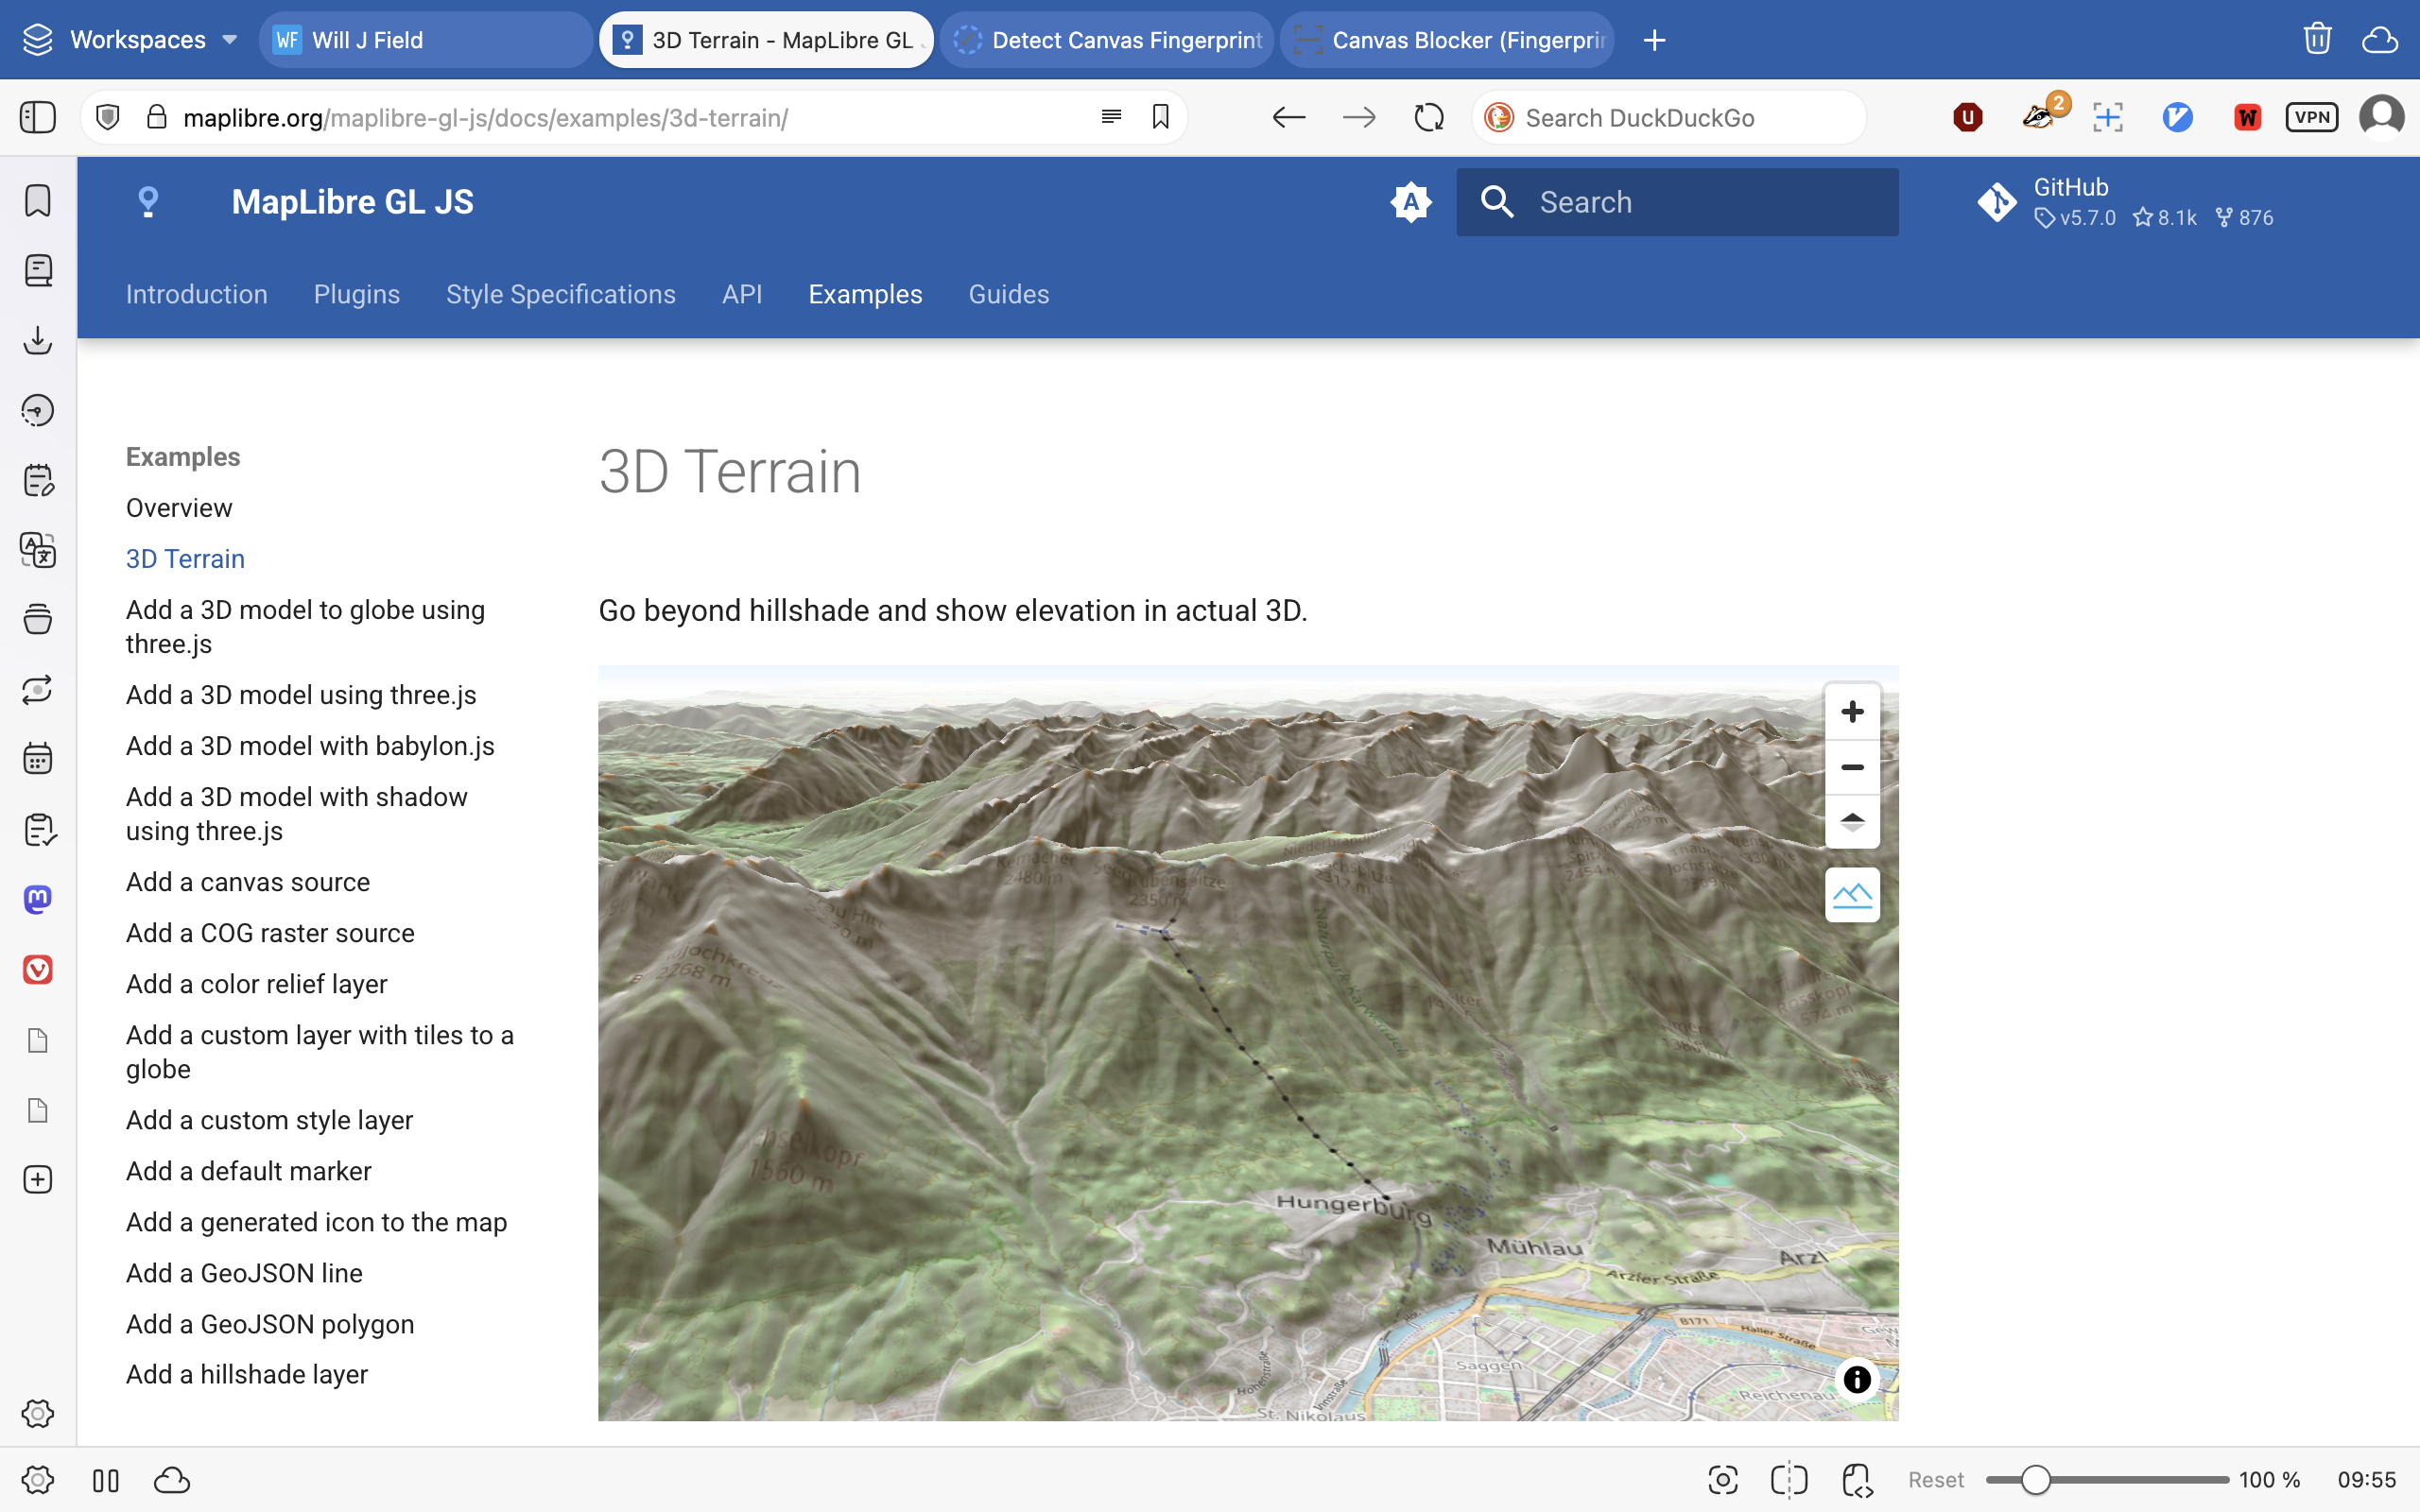 Workspaces
WF Will J Field
3D Terrain - MapLibre GL
Detect Canvas Fingerprint
Canvas Blocker (Fingerprin
maplibre.org/maplibre-gl-js/docs/examples/3d-terrain/
Search DuckDuckGo
2
VPN
MapLibre GL JS
A
Search
GitHub
v5.7.0 8.1k 876
Introduction
Plugins
Style Specifications
API
Examples
Guides
Examples
Overview
3D Terrain
Add a 3D model to globe using
three.js
Add a 3D model using three.js
Add a 3D model with babylon.js
Add a 3D model with shadow
using three.js
Add a canvas source
Add a COG raster source
Add a color relief layer
Add a custom layer with tiles to a
globe
Add a custom style layer
Add a default marker
Add a generated icon to the map
Add a GeoJSON line
Add a GeoJSON polygon
Add a hillshade layer
3D Terrain
Go beyond hillshade and show elevation in actual 3D.
2480 m
2350 m
2268 m
1560 m
Hungerburg
Mühlau
Arzl
Arzler Straße
B171
Haller Straße
Saggen
Reichenau
Innstraße
St. Nikolaus
Reset
100 %
09:55